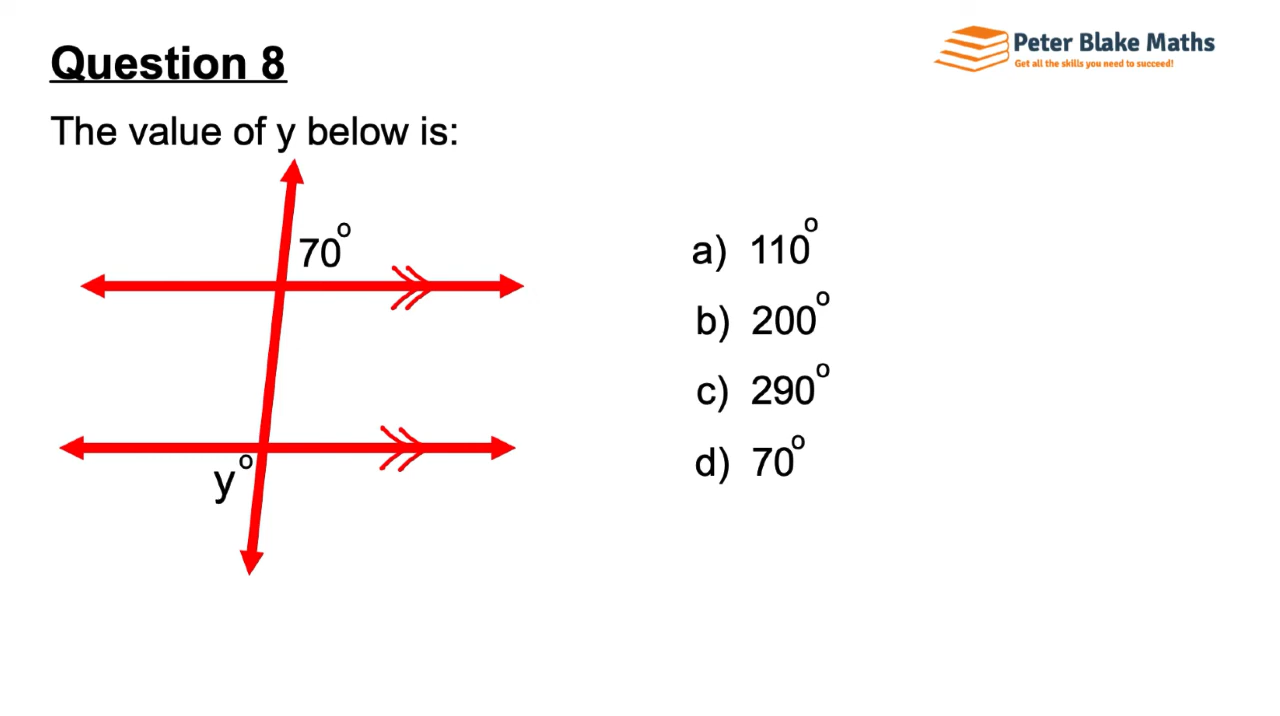 Question 8
Peter Blake Maths
Get all the skills you need to succeed!
The value of y below is:
70°
y°
a) 110°
b) 200°
c) 290°
d) 70°